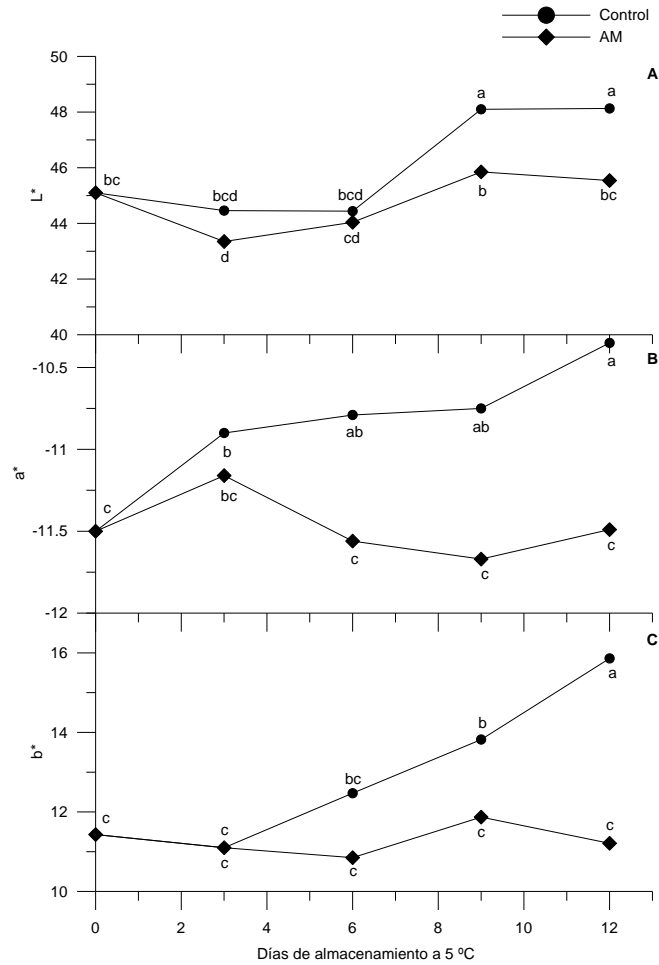 Control
AM
50
A
a a
48
L*
46
bc
bcd bcd
b bc
44
cd
d
40
-10.5
B
a
ab ab
b
-11
a*
bc
c
-11.5
c c c
-12
C
16
a
b
14
b*
bc
12
c c c c
c c
10
0 2 4 6 8 10 12
Días de almacenamiento a 5 ºC